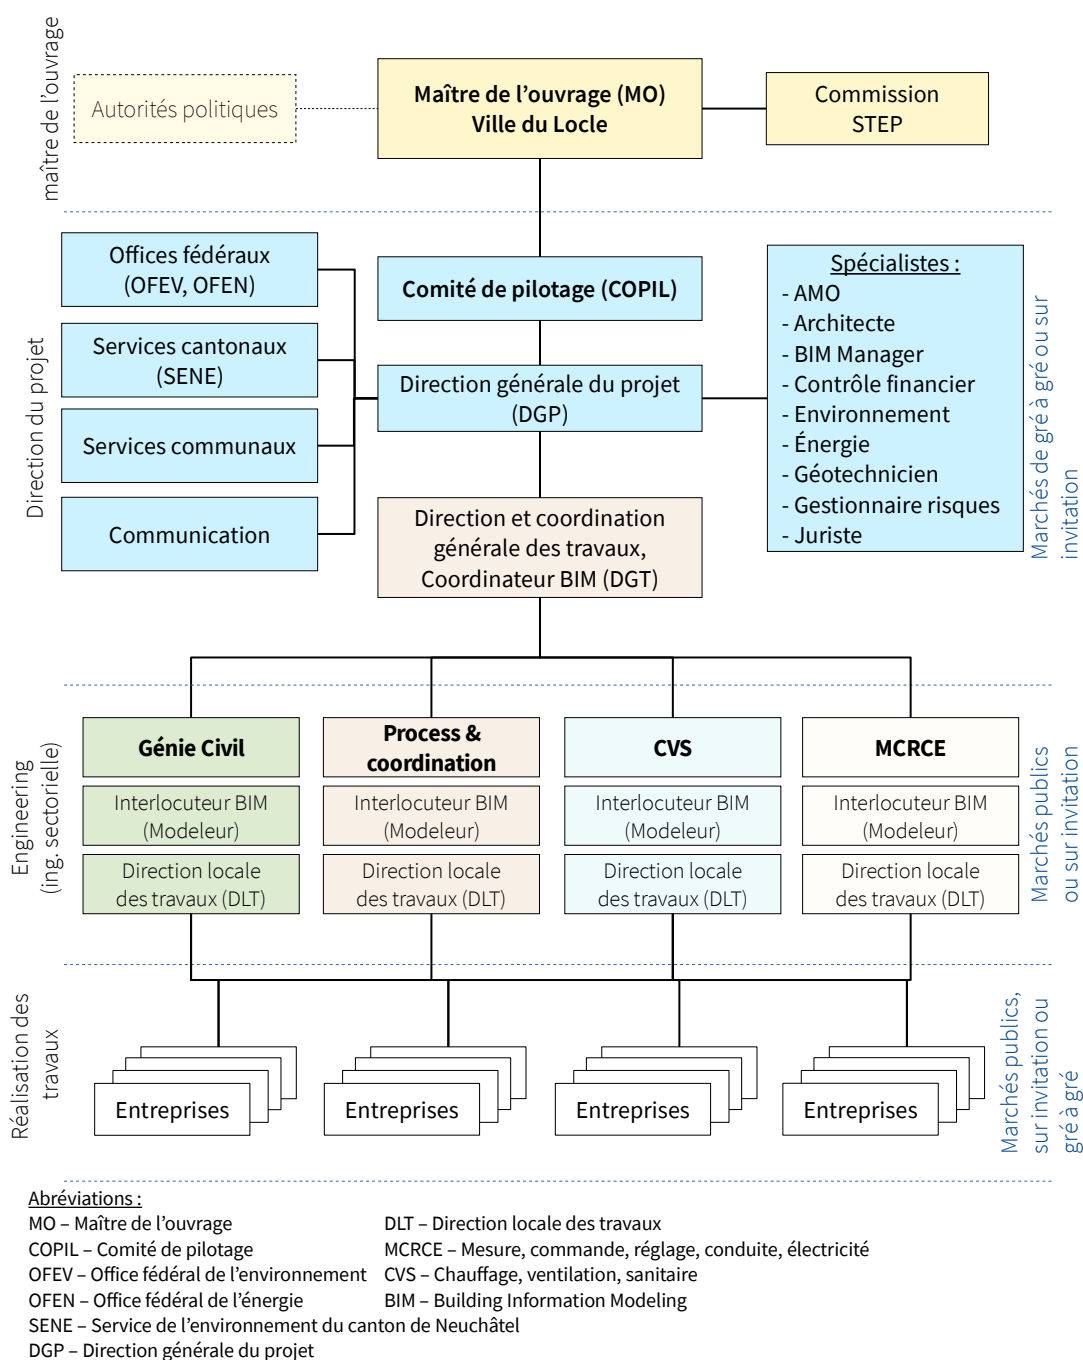 maître de l'ouvrage
Autorités politiques
Maître de l'ouvrage (MO)
Ville du Locle
Commission
STEP
Direction du projet
Offices fédéraux
(OFEV, OFEN)
Services cantonaux
(SENE)
Services communaux
Communication
Comité de pilotage (COPIL)
Direction générale du projet
(DGP)
Direction et coordination
générale des travaux,
Coordinateur BIM (DGT)
Spécialistes :
- AMO
- Architecte
- BIM Manager
- Contrôle financier
- Environnement
- Énergie
- Géotechnicien
- Gestionnaire risques
- Juriste
Marchés de gré à gré ou sur
invitation
Engineering
(ing. sectorielle)
Génie Civil
Interlocuteur BIM
(Modeleur)
Direction locale
des travaux (DLT)
Process &
coordination
Interlocuteur BIM
(Modeleur)
Direction locale
des travaux (DLT)
CVS
Interlocuteur BIM
(Modeleur)
Direction locale
des travaux (DLT)
MCRCE
Interlocuteur BIM
(Modeleur)
Direction locale
des travaux (DLT)
Marchés publics
ou sur invitation
Réalisation des
travaux
Entreprises
Entreprises
Entreprises
Entreprises
Marchés publics,
sur invitation ou
gré à gré
Abréviations :
MO – Maître de l'ouvrage
COPIL – Comité de pilotage
OFEV – Office fédéral de l'environnement
OFEN – Office fédéral de l'énergie
SENE – Service de l'environnement du canton de Neuchâtel
DGP – Direction générale du projet
DLT – Direction locale des travaux
MCRCE – Mesure, commande, réglage, conduite, électricité
CVS – Chauffage, ventilation, sanitaire
BIM – Building Information Modeling